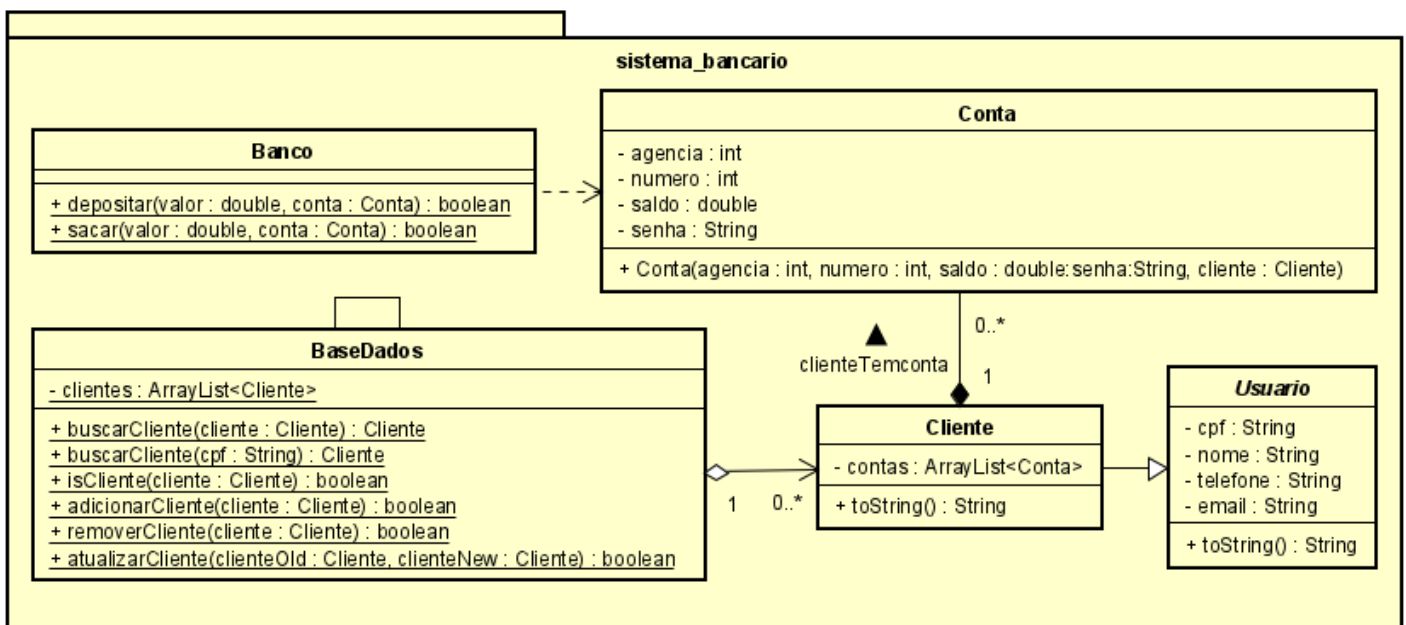 sistema_bancario
Banco
+ depositar(valor : double, conta : Conta) : boolean
+ sacar(valor : double, conta : Conta) : boolean
Conta
- agencia : int
- numero : int
- saldo : double
- senha : String
+ Conta(agencia : int, numero : int, saldo : double:senha:String, cliente : Cliente)
BaseDados
- clientes : ArrayList<Cliente>
+ buscarCliente(cliente : Cliente) : Cliente
+ buscarCliente(cpf : String) : Cliente
+ isCliente(cliente : Cliente) : boolean
+ adicionarCliente(cliente : Cliente) : boolean
+ removerCliente(cliente : Cliente) : boolean
+ atualizarCliente(clienteOld : Cliente, clienteNew : Cliente) : boolean
1
0..*
clienteTemconta
0..*
1
Cliente
- contas : ArrayList<Conta>
+ toString() : String
Usuario
- cpf : String
- nome : String
- telefone : String
- email : String
+ toString() : String